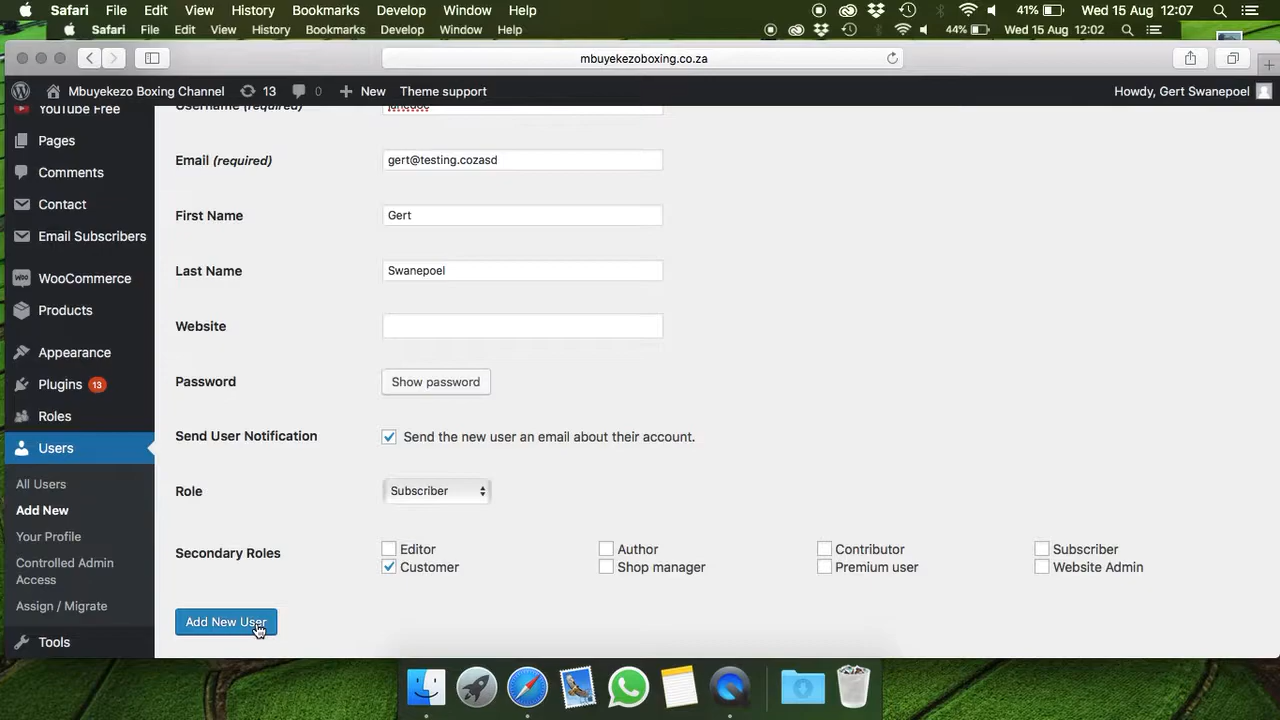 Safari File Edit View History Bookmarks Develop Window Help 41% Wed 15 Aug 12:07
Safari File Edit View History Bookmarks Develop Window Help 44% Wed 15 Aug 12:02
mbuyekezoboxing.co.za
Mbuyekezo Boxing Channel 13 0 New Theme support Howdy, Gert Swanepoel
YouTube Free
Pages
Comments
Contact
Email Subscribers
WooCommerce
Products
Appearance
Plugins 13
Roles
Users
All Users
Add New
Your Profile
Controlled Admin
Access
Assign / Migrate
Tools
Username (required)
Email (required) gert@testing.cozasd
First Name Gert
Last Name Swanepoel
Website
Password Show password
Send User Notification Send the new user an email about their account.
Role Subscriber
Secondary Roles Editor Author Contributor Subscriber
Customer Shop manager Premium user Website Admin
Add New User